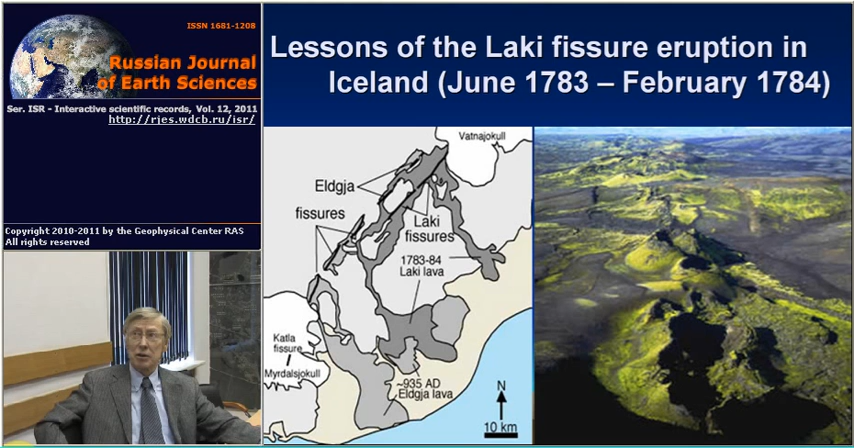 ISSN 1681-1208
Russian Journal
of Earth Sciences
Ser. ISR - Interactive scientific records, Vol. 12, 2011
http://rjes.wdcb.ru/isr/
Copyright 2010-2011 by the Geophysical Center RAS
All rights reserved
Lessons of the Laki fissure eruption in
Iceland (June 1783 – February 1784)
Vatnajokull
Eldgja
fissures
Laki
fissures
1783-84
Laki lava
Katla
fissure
Myrdalsjokull
~935 AD
Eldgja lava
N
10 km